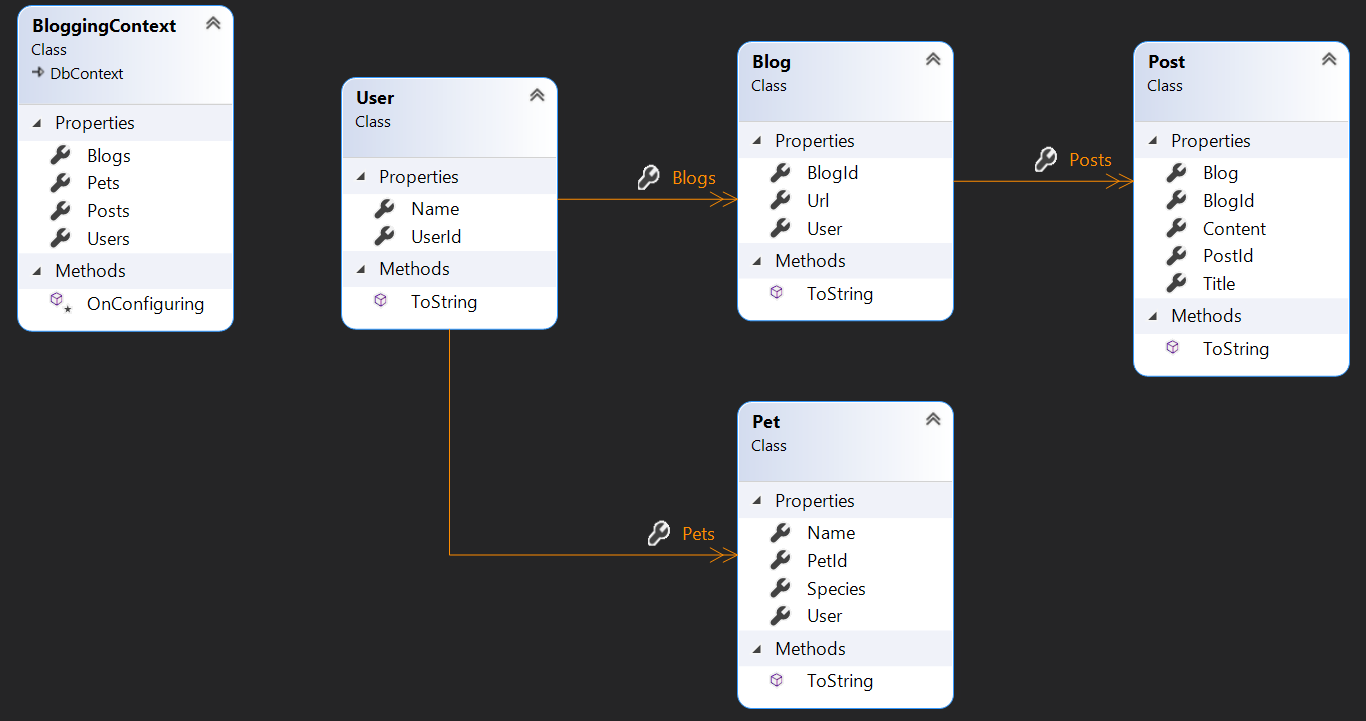 BloggingContext
Class
DbContext
Properties
Blogs
Pets
Posts
Users
Methods
OnConfiguring
User
Class
Properties
Name
UserId
Methods
ToString
Blogs
Blog
Class
Properties
BlogId
Url
User
Methods
ToString
Posts
Post
Class
Properties
Blog
BlogId
Content
PostId
Title
Methods
ToString
Pets
Pet
Class
Properties
Name
PetId
Species
User
Methods
ToString